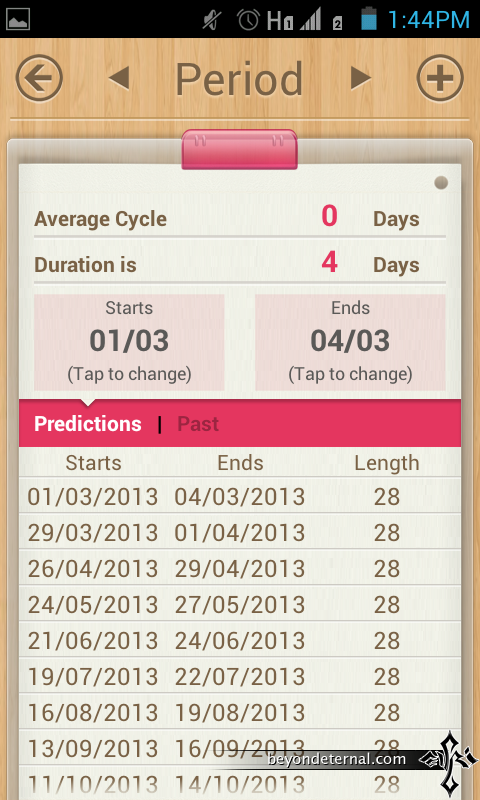 H 1 2 1:44PM
Period
Average Cycle 0 Days
Duration is 4 Days
Starts Ends
01/03 04/03
(Tap to change) (Tap to change)
Predictions | Past
Starts Ends Length
01/03/2013 04/03/2013 28
29/03/2013 01/04/2013 28
26/04/2013 29/04/2013 28
24/05/2013 27/05/2013 28
21/06/2013 24/06/2013 28
19/07/2013 22/07/2013 28
16/08/2013 19/08/2013 28
13/09/2013 16/09/2013 28
beyondeternal.com
11/10/2013 14/10/2013 28